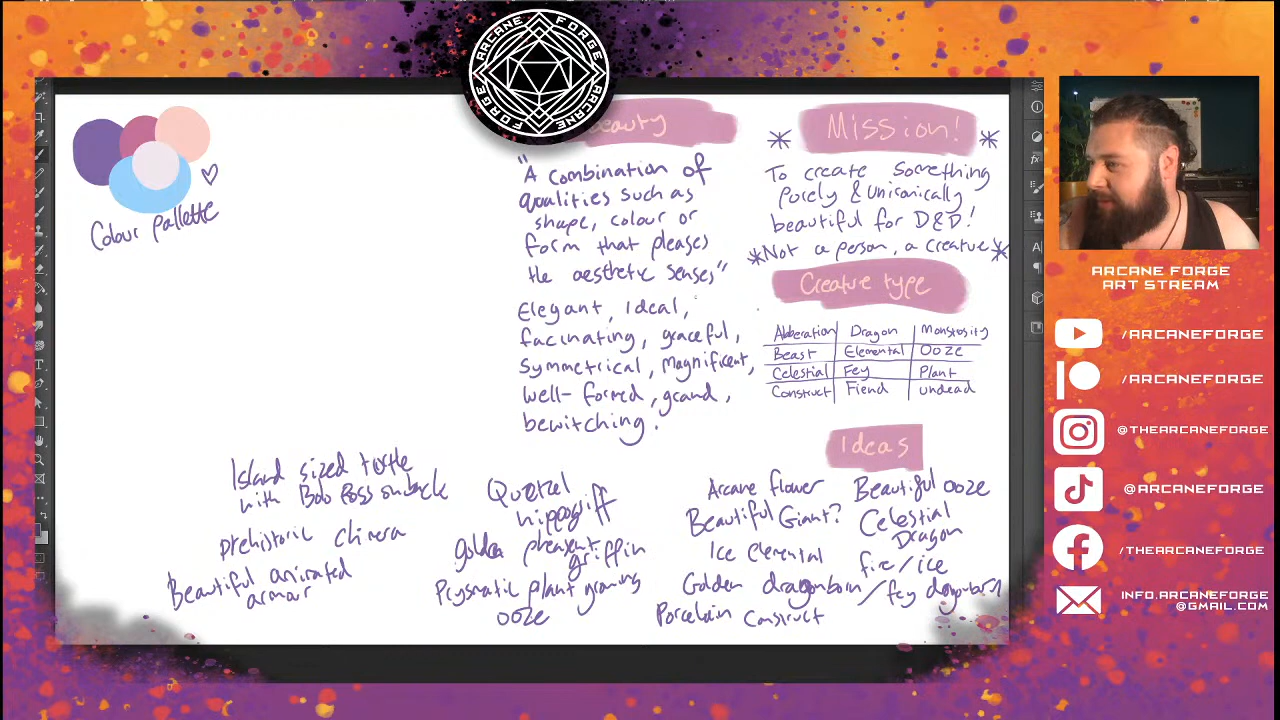 ARCANE FORGE ARCANE FORGE
Colour pallette
Beauty
"A combination of
qualities such as
shape, colour or
form that pleases
the aesthetic senses,"
Elegant, Ideal,
facinating, graceful,
symmetrical, Magnificent,
well-formed, grand,
bewitching.
*Mission!*
To create something
purely & Unironically
beautiful for D&D!
*Not a person, a creature*
Creature type
Abberation Dragon Monstosity
Beast Elemental Ooze
Celestial Fey Plant
Construct Fiend undead
Ideas
Island sized turtle
with Bob Ross on back
prehistoric chimera
Beautiful animated
armour
Quetzel
hippogriff
golden pheasent
griffin
Prysmatic plant growing
ooze
Arcane flower
Beautiful Giant?
Ice Elemental
Golden dragonborn/fey
Porcelain Construct
Beautiful ooze
Celestial
Dragon
fire/ice
ARCANE FORGE
ART STREAM
/ARCANEFORGE
/ARCANEFORGE
@THEARCANEFORGE
@ARCANEFORGE
/THEARCANEFORGE
INFO.ARCANEFORGE
@GMAIL.COM